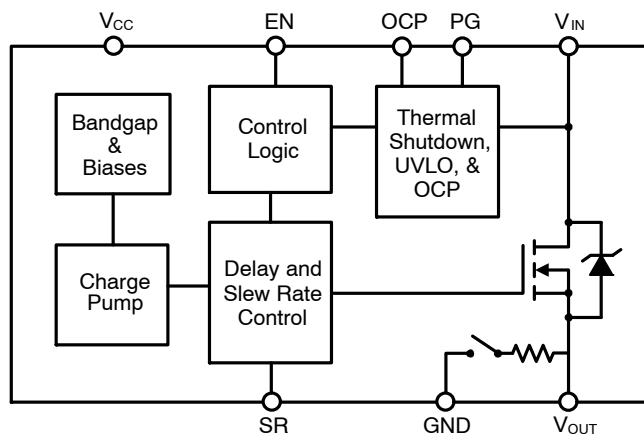 VCC
EN
OCP
PG
VIN
Bandgap
&
Biases
Control
Logic
Thermal
Shutdown,
UVLO, &
OCP
Charge
Pump
Delay and
Slew Rate
Control
SR
GND
VOUT